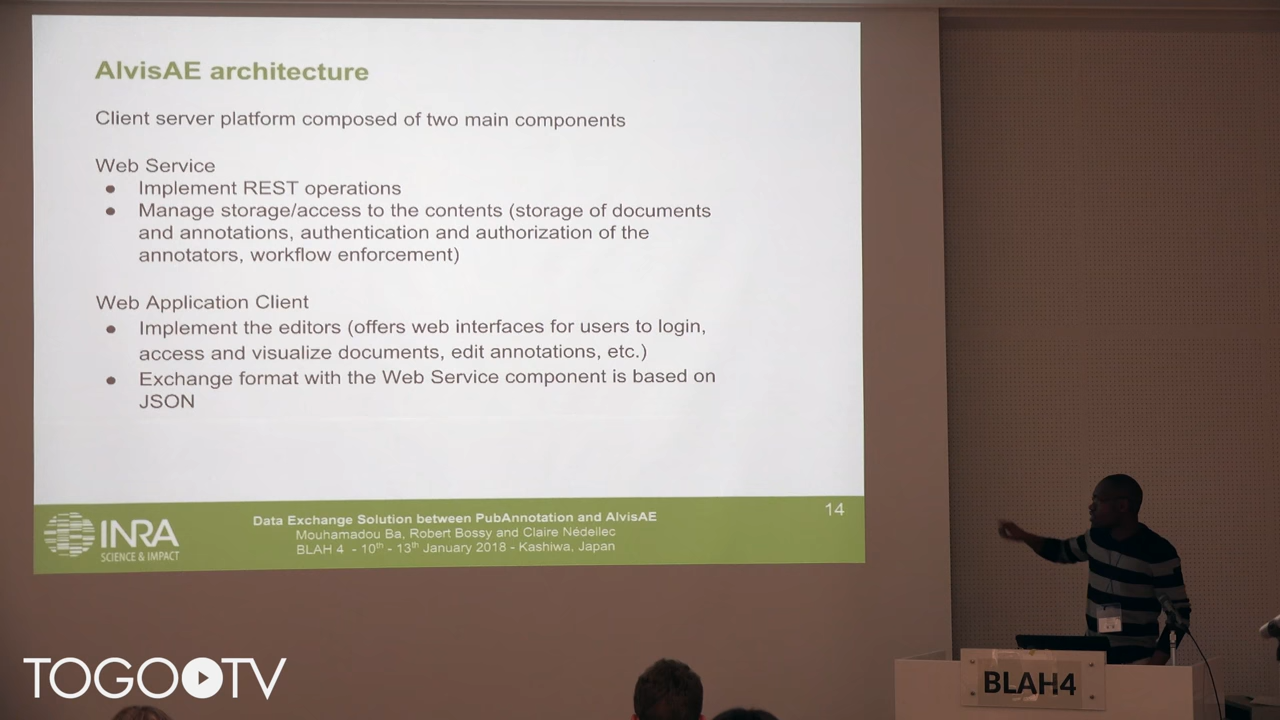 AlvisAE architecture
Client server platform composed of two main components
Web Service
● Implement REST operations
● Manage storage/access to the contents (storage of documents
and annotations, authentication and authorization of the
annotators, workflow enforcement)
Web Application Client
● Implement the editors (offers web interfaces for users to login,
access and visualize documents, edit annotations, etc.)
● Exchange format with the Web Service component is based on
JSON
INRA
SCIENCE & IMPACT
Data Exchange Solution between PubAnnotation and AlvisAE
Mouhamadou Ba, Robert Bossy and Claire Nédellec
BLAH 4 - 10th - 13th January 2018 - Kashiwa, Japan
14
TOGOTV
BLAH4